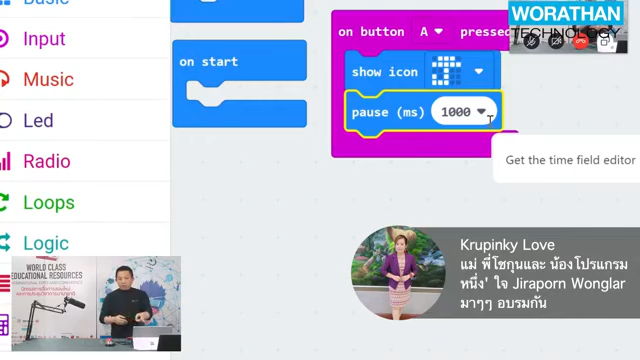 Basic
WORATHAN
TECHNOLOGY
Input
on start
on button A pressed
show icon
Music
pause (ms) 1000
Led
Radio
Get the time field editor
Loops
Logic
WORLD CLASS
EDUCATIONAL RESOURCES
Krupinky Love
แม่ พี่โชกุนและ น้องโปรแกรม
หนึ่ง' ใจ Jiraporn Wonglar
มาๆๆ อบรมกัน